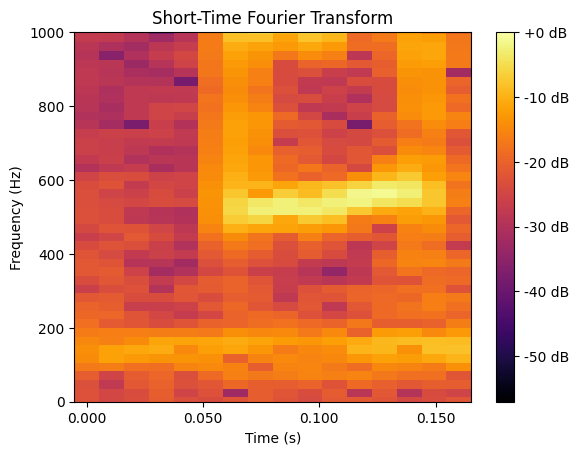 Short-Time Fourier Transform
Frequency (Hz)
1000
800
600
400
200
0
0.000 0.050 0.100 0.150
Time (s)
+0 dB
-10 dB
-20 dB
-30 dB
-40 dB
-50 dB